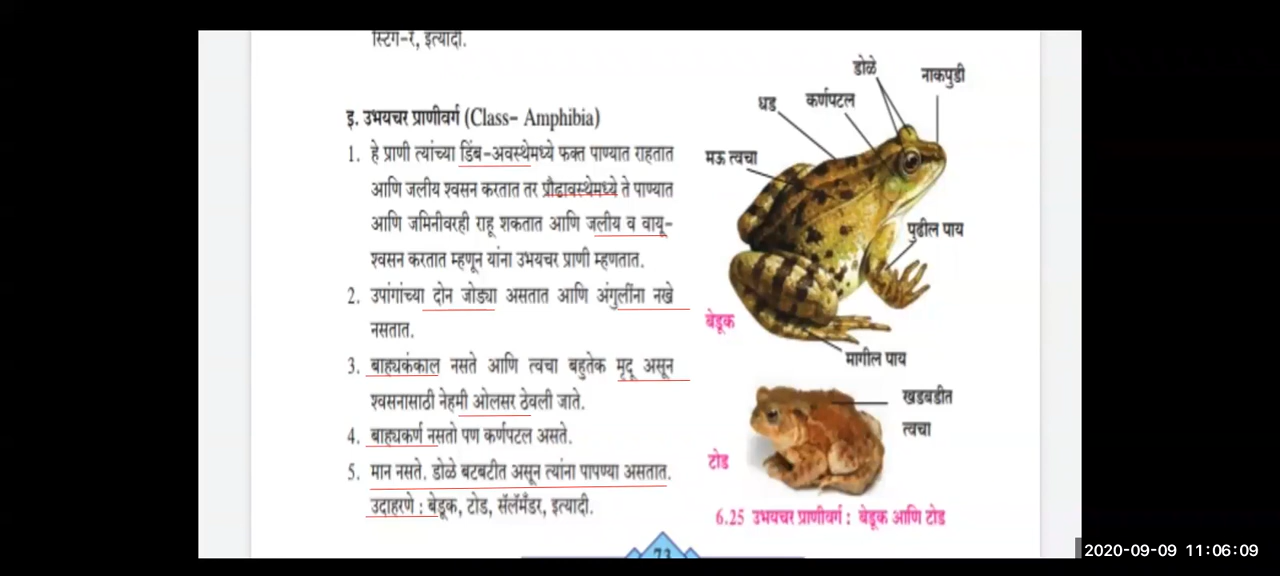 स्टिंग-रे, इत्यादी.
इ. उभयचर प्राणीवर्ग (Class- Amphibia)
1. हे प्राणी त्यांच्या डिंब-अवस्थेमध्ये फक्त पाण्यात राहतात
आणि जलीय श्वसन करतात तर प्रौढावस्थेमध्ये ते पाण्यात
आणि जमिनीवरही राहू शकतात आणि जलीय व वायू-
श्वसन करतात म्हणून यांना उभयचर प्राणी म्हणतात.
2. उपांगांच्या दोन जोड्या असतात आणि अंगुलींना नखे
नसतात.
3. बाह्यकंकाल नसते आणि त्वचा बहुतेक मृदू असून
श्वसनासाठी नेहमी ओलसर ठेवली जाते.
4. बाह्यकर्ण नसतो पण कर्णपटल असते.
5. मान नसते. डोळे बटबटीत असून त्यांना पापण्या असतात.
उदाहरणे : बेडूक, टोड, सॅलॅमँडर, इत्यादी.
डोळे
नाकपुडी
धड
कर्णपटल
मऊ त्वचा
पुढील पाय
बेडूक
मागील पाय
खडबडीत
त्वचा
टोड
6.25 उभयचर प्राणीवर्ग : बेडूक आणि टोड
73
2020-09-09 11:06:09